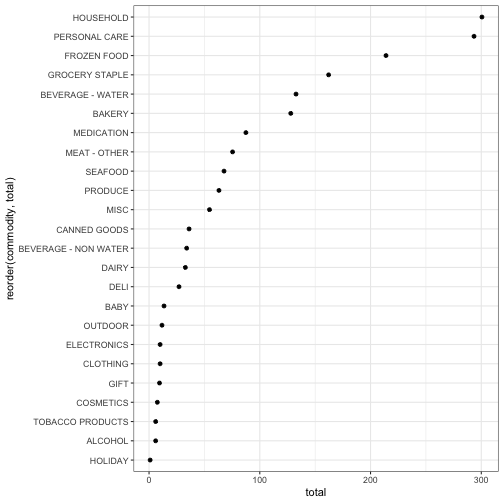 HOUSEHOLD
PERSONAL CARE
FROZEN FOOD
GROCERY STAPLE
BEVERAGE - WATER
BAKERY
MEDICATION
MEAT - OTHER
SEAFOOD
PRODUCE
MISC
CANNED GOODS
BEVERAGE - NON WATER
DAIRY
DELI
BABY
OUTDOOR
ELECTRONICS
CLOTHING
GIFT
COSMETICS
TOBACCO PRODUCTS
ALCOHOL
HOLIDAY
reorder(commodity, total)
0 100 200 300
total